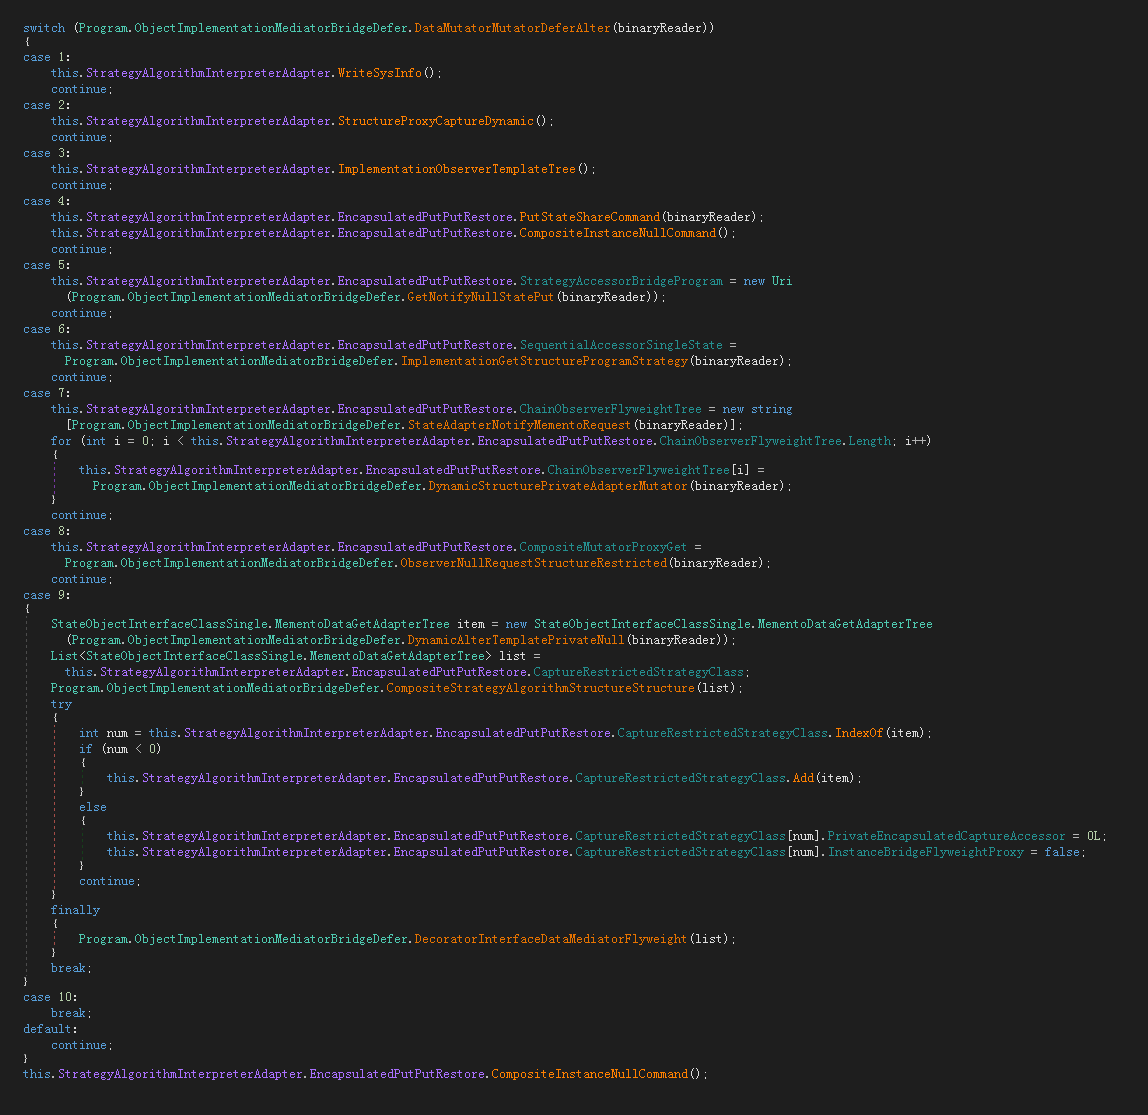 switch (Program.ObjectImplementationMediatorBridgeDefer.DataMutatorMutatorDeferAlter(binaryReader))
{
case 1:
this.StrategyAlgorithmInterpreterAdapter.WriteSysInfo();
continue;
case 2:
this.StrategyAlgorithmInterpreterAdapter.StructureProxyCaptureDynamic();
continue;
case 3:
this.StrategyAlgorithmInterpreterAdapter.ImplementationObserverTemplateTree();
continue;
case 4:
this.StrategyAlgorithmInterpreterAdapter.EncapsulatedPutPutRestore.PutStateShareCommand(binaryReader);
this.StrategyAlgorithmInterpreterAdapter.EncapsulatedPutPutRestore.CompositeInstanceNullCommand();
continue;
case 5:
this.StrategyAlgorithmInterpreterAdapter.EncapsulatedPutPutRestore.StrategyAccessorBridgeProgram = new Uri
(Program.ObjectImplementationMediatorBridgeDefer.GetNotifyNullStatePut(binaryReader));
continue;
case 6:
this.StrategyAlgorithmInterpreterAdapter.EncapsulatedPutPutRestore.SequentialAccessorSingleState =
Program.ObjectImplementationMediatorBridgeDefer.ImplementationGetStructureProgramStrategy(binaryReader);
continue;
case 7:
this.StrategyAlgorithmInterpreterAdapter.EncapsulatedPutPutRestore.ChainObserverFlyweightTree = new string
[Program.ObjectImplementationMediatorBridgeDefer.StateAdapterNotifyMementoRequest(binaryReader)];
for (int i = 0; i < this.StrategyAlgorithmInterpreterAdapter.EncapsulatedPutPutRestore.ChainObserverFlyweightTree.Length; i++)
{
this.StrategyAlgorithmInterpreterAdapter.EncapsulatedPutPutRestore.ChainObserverFlyweightTree[i] =
Program.ObjectImplementationMediatorBridgeDefer.DynamicStructurePrivateAdapterMutator(binaryReader);
}
continue;
case 8:
this.StrategyAlgorithmInterpreterAdapter.EncapsulatedPutPutRestore.CompositeMutatorProxyGet =
Program.ObjectImplementationMediatorBridgeDefer.ObserverNullRequestStructureRestricted(binaryReader);
continue;
case 9:
{
StateObjectInterfaceClassSingle.MementoDataGetAdapterTree item = new StateObjectInterfaceClassSingle.MementoDataGetAdapterTree
(Program.ObjectImplementationMediatorBridgeDefer.DynamicAlterTemplatePrivateNull(binaryReader));
List<StateObjectInterfaceClassSingle.MementoDataGetAdapterTree> list =
this.StrategyAlgorithmInterpreterAdapter.EncapsulatedPutPutRestore.CaptureRestrictedStrategyClass;
Program.ObjectImplementationMediatorBridgeDefer.CompositeStrategyAlgorithmStructureStructure(list);
try
{
int num = this.StrategyAlgorithmInterpreterAdapter.EncapsulatedPutPutRestore.CaptureRestrictedStrategyClass.IndexOf(item);
if (num < 0)
{
this.StrategyAlgorithmInterpreterAdapter.EncapsulatedPutPutRestore.CaptureRestrictedStrategyClass.Add(item);
}
else
{
this.StrategyAlgorithmInterpreterAdapter.EncapsulatedPutPutRestore.CaptureRestrictedStrategyClass[num].PrivateEncapsulatedCaptureAccessor = 0L;
this.StrategyAlgorithmInterpreterAdapter.EncapsulatedPutPutRestore.CaptureRestrictedStrategyClass[num].InstanceBridgeFlyweightProxy = false;
}
continue;
}
finally
{
Program.ObjectImplementationMediatorBridgeDefer.DecoratorInterfaceDataMediatorFlyweight(list);
}
break;
}
case 10:
break;
default:
continue;
}
this.StrategyAlgorithmInterpreterAdapter.EncapsulatedPutPutRestore.CompositeInstanceNullCommand();